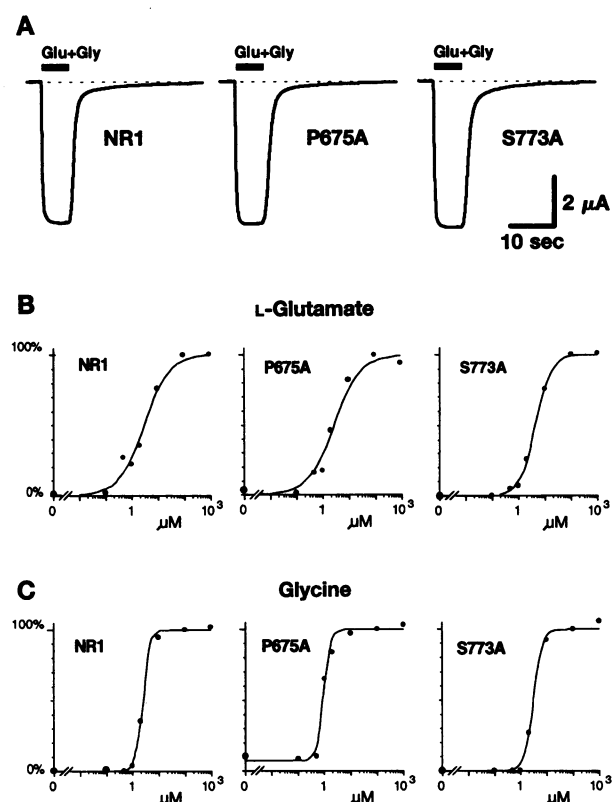 A
Glu+Gly Glu+Gly Glu+Gly
NR1 P675A S773A
2 μA
10 sec
B
L-Glutamate
100%
NR1 P675A S773A
0%
0 1 10³ 0 1 10³ 0 1 10³
μM μM μM
C
Glycine
100%
NR1 P675A S773A
0%
0 1 10³ 0 1 10³ 0 1 10³
μM μM μM